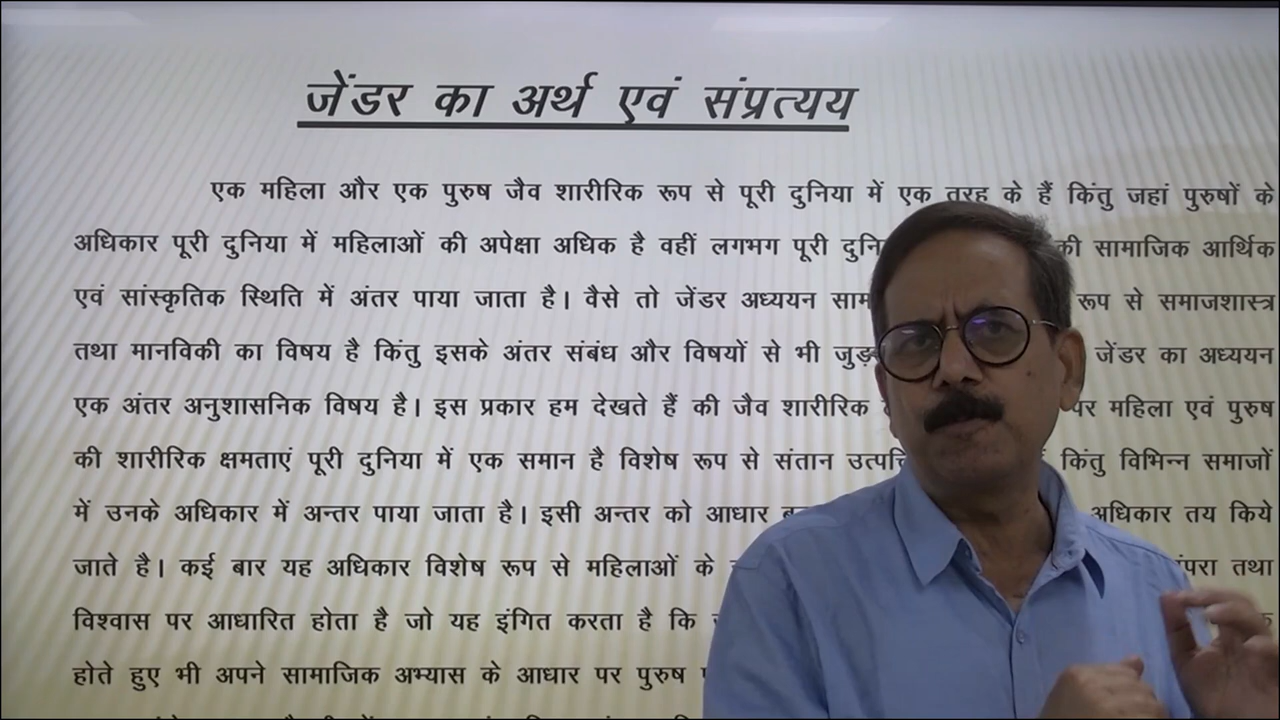 जेंडर का अर्थ एवं संप्रत्यय
एक महिला और एक पुरुष जैव शारीरिक रूप से पूरी दुनिया में एक तरह के हैं किंतु जहां पुरुषों के
अधिकार पूरी दुनिया में महिलाओं की अपेक्षा अधिक है वहीं लगभग पूरी की सामाजिक आर्थिक
एवं सांस्कृतिक स्थिति में अंतर पाया जाता है। वैसे तो जेंडर अध्ययन रूप से समाजशास्त्र
तथा मानविकी का विषय है किंतु इसके अंतर संबंध और विषयों से भी जेंडर का अध्ययन
एक अंतर अनुशासनिक विषय है। इस प्रकार हम देखते हैं की जैव शारीरिक पर महिला एवं पुरुष
की शारीरिक क्षमताएं पूरी दुनिया में एक समान है विशेष रूप से संतान किंतु विभिन्न समाजों
में उनके अधिकार में अन्तर पाया जाता है। इसी अन्तर को आधार अधिकार तय किये
जाते है। कई बार यह अधिकार विशेष रूप से महिलाओं के तथा
विश्वास पर आधारित होता है जो यह इंगित करता है कि
होते हुए भी अपने सामाजिक अभ्यास के आधार पर पुरुष